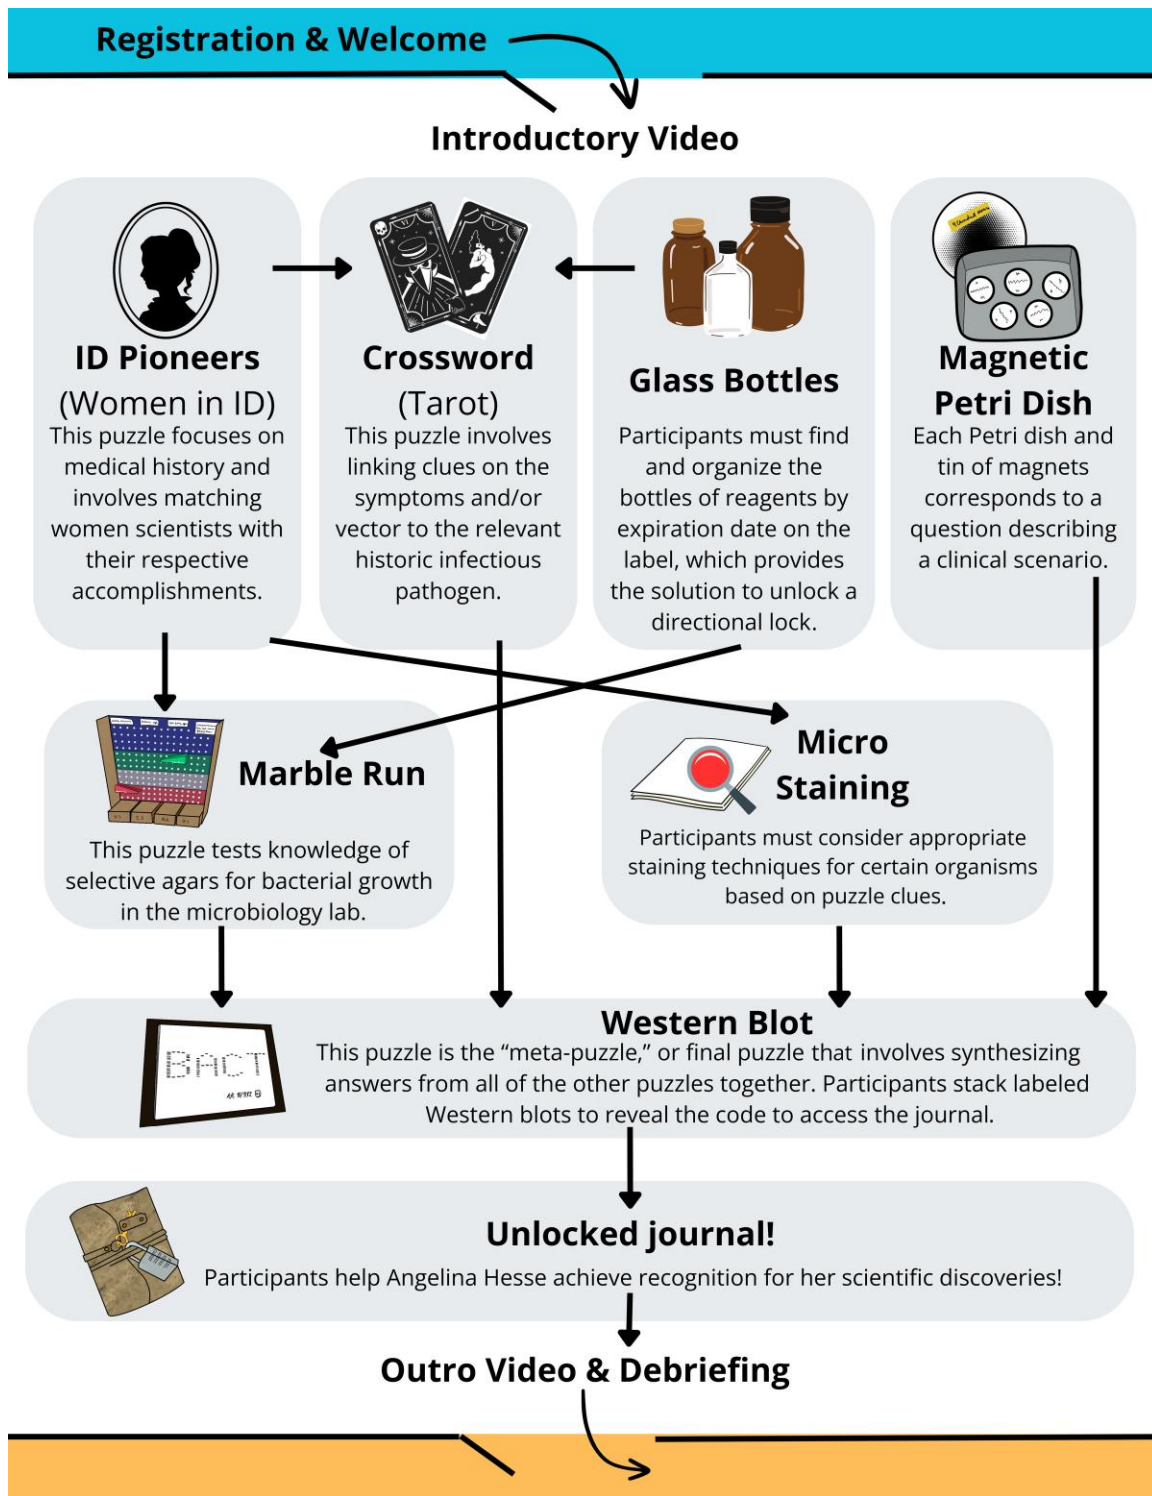 Registration & Welcome
Introductory Video
ID Pioneers
(Women in ID)
This puzzle focuses on
medical history and
involves matching
women scientists with
their respective
accomplishments.
Crossword
(Tarot)
This puzzle involves
linking clues on the
symptoms and/or
vector to the relevant
historic infectious
pathogen.
Glass Bottles
Participants must find
and organize the
bottles of reagents by
expiration date on the
label, which provides
the solution to unlock a
directional lock.
Magnetic
Petri Dish
Each Petri dish and
tin of magnets
corresponds to a
question describing
a clinical scenario.
Marble Run
This puzzle tests knowledge of
selective agars for bacterial growth
in the microbiology lab.
Micro
Staining
Participants must consider appropriate
staining techniques for certain organisms
based on puzzle clues.
BACT
Western Blot
This puzzle is the “meta-puzzle,” or final puzzle that involves synthesizing
answers from all of the other puzzles together. Participants stack labeled
Western blots to reveal the code to access the journal.
Unlocked journal!
Participants help Angelina Hesse achieve recognition for her scientific discoveries!
Outro Video & Debriefing